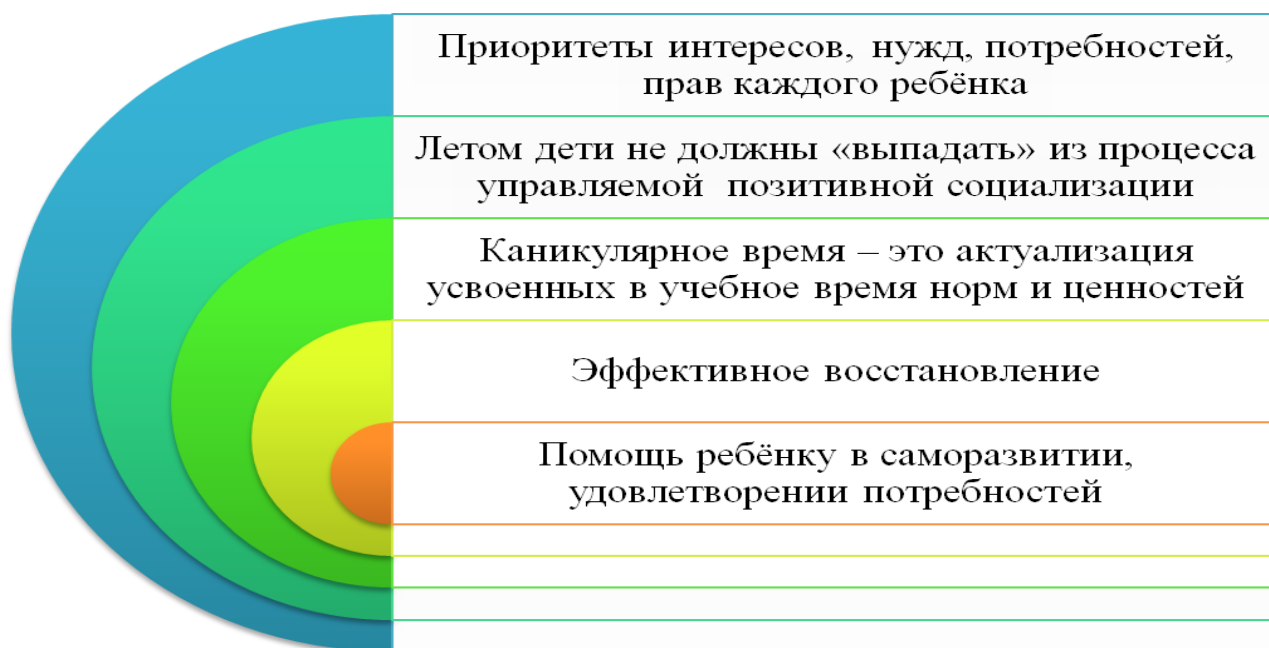 Приоритеты интересов, нужд, потребностей,
прав каждого ребёнка
Летом дети не должны «выпадать» из процесса
управляемой позитивной социализации
Каникулярное время – это актуализация
усвоенных в учебное время норм и ценностей
Эффективное восстановление
Помощь ребёнку в саморазвитии,
удовлетворении потребностей